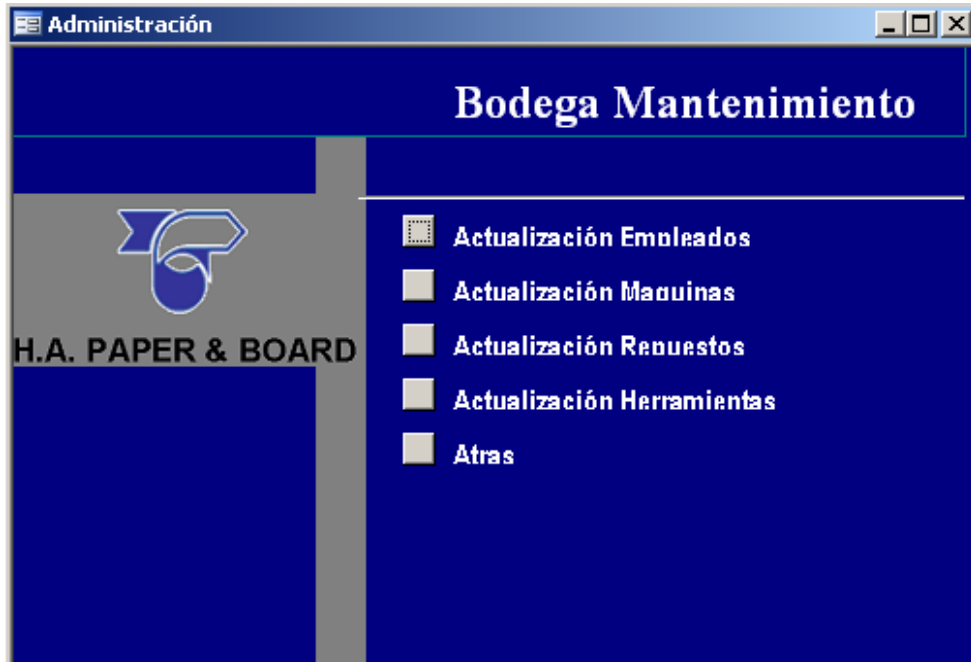 Administración
Bodega Mantenimiento
H.A. PAPER & BOARD
Actualización Empleados
Actualización Maquinas
Actualización Repuestos
Actualización Herramientas
Atras